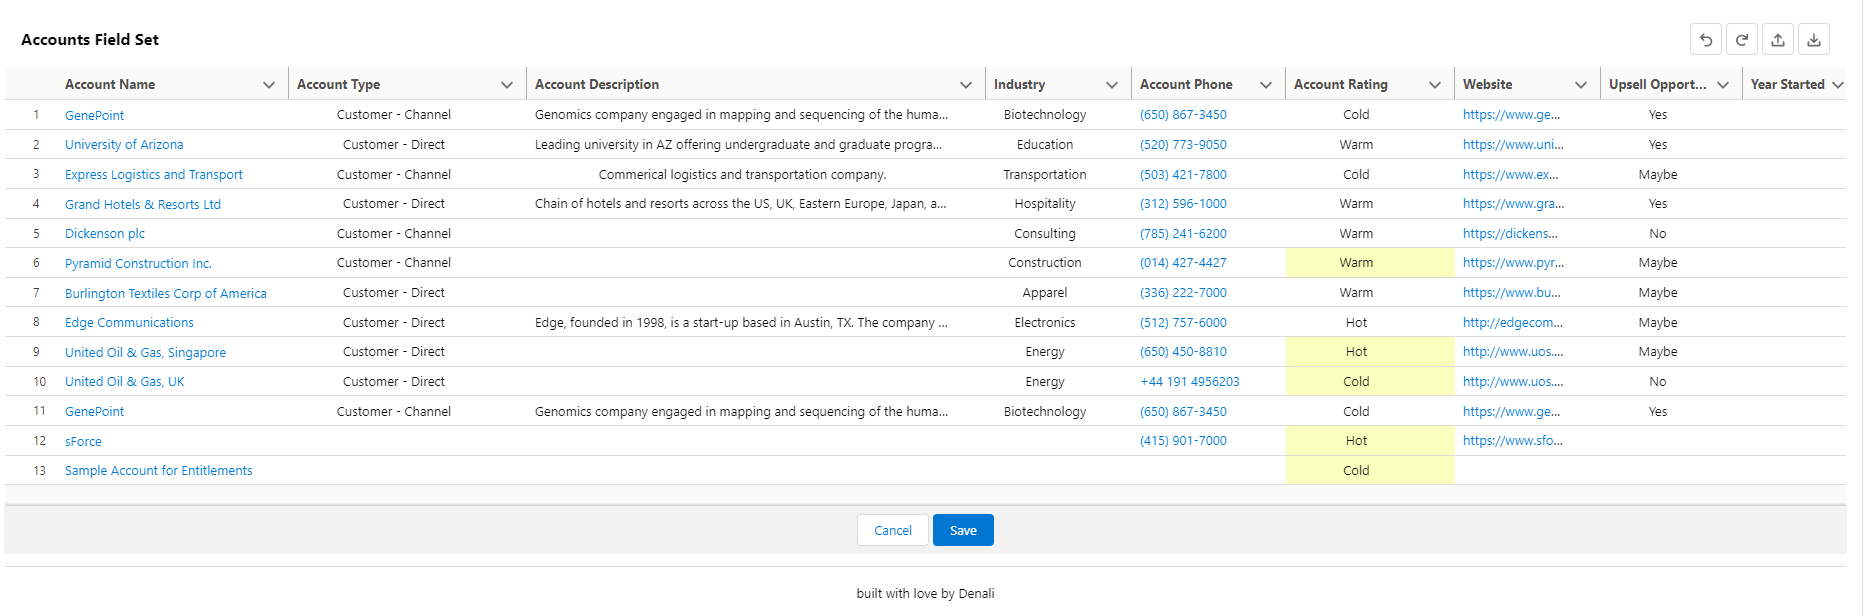 Accounts Field Set
Account Name Account Type Account Description Industry Account Phone Account Rating Website Upsell Opport... Year Started
1 GenePoint Customer - Channel Genomics company engaged in mapping and sequencing of the huma... Biotechnology (650) 867-3450 Cold https://www.ge... Yes
2 University of Arizona Customer - Direct Leading university in AZ offering undergraduate and graduate progra... Education (520) 773-9050 Warm https://www.uni... Yes
3 Express Logistics and Transport Customer - Channel Commerical logistics and transportation company. Transportation (503) 421-7800 Cold https://www.ex... Maybe
4 Grand Hotels & Resorts Ltd Customer - Direct Chain of hotels and resorts across the US, UK, Eastern Europe, Japan, a... Hospitality (312) 596-1000 Warm https://www.gra... Yes
5 Dickenson plc Customer - Channel Consulting (785) 241-6200 Warm https://dickens... No
6 Pyramid Construction Inc. Customer - Channel Construction (014) 427-4427 Warm https://www.pyr... Maybe
7 Burlington Textiles Corp of America Customer - Direct Apparel (336) 222-7000 Warm https://www.bu... Maybe
8 Edge Communications Customer - Direct Edge, founded in 1998, is a start-up based in Austin, TX. The company ... Electronics (512) 757-6000 Hot http://edgecom... Maybe
9 United Oil & Gas, Singapore Customer - Direct Energy (650) 450-8810 Hot http://www.uos.... Maybe
10 United Oil & Gas, UK Customer - Direct Energy +44 191 4956203 Cold http://www.uos.... No
11 GenePoint Customer - Channel Genomics company engaged in mapping and sequencing of the huma... Biotechnology (650) 867-3450 Cold https://www.ge... Yes
12 sForce (415) 901-7000 Hot https://www.sfo...
13 Sample Account for Entitlements Cold
Cancel Save
built with love by Denali